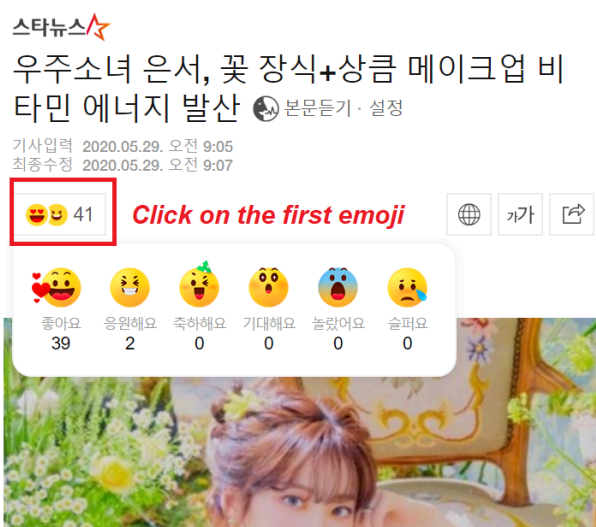 스타뉴스
우주소녀 은서, 꽃 장식+상큼 메이크업 비
타민 에너지 발산 본문듣기 · 설정
기사입력 2020.05.29. 오전 9:05
최종수정 2020.05.29. 오전 9:07
41 Click on the first emoji 가가
좋아요 응원해요 축하해요 기대해요 놀랐어요 슬퍼요
39 2 0 0 0 0